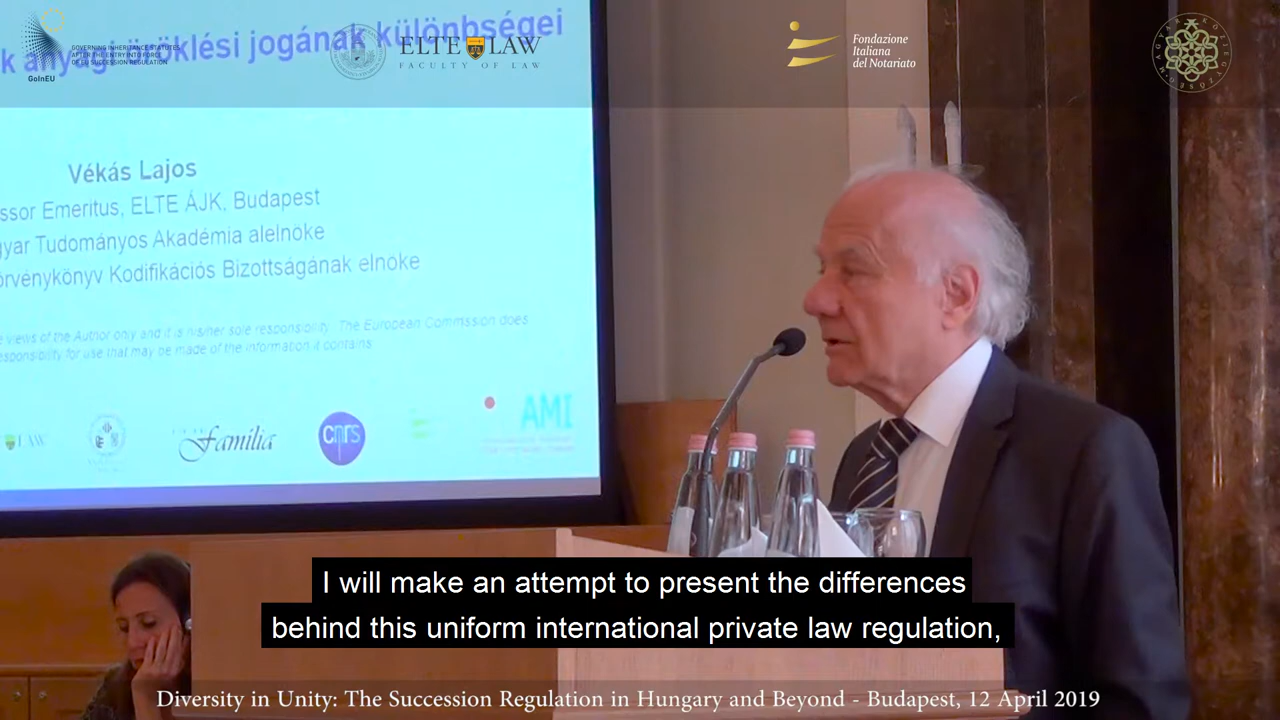 GOVERNING INHERITANCE STATUTES
AFTER THE ENTRY INTO FORCE
OF EU SUCCESSION REGULATION
GoInEU
ELTE LAW
FACULTY OF LAW
Fondazione
Italiana
del Notariato
k anyagi öröklési jogának különbségei
Vékás Lajos
ssor Emeritus, ELTE ÁJK, Budapest
gyar Tudományos Akadémia alelnöke
örvénykönyv Kodifikációs Bizottságának elnöke
e views of the Author only and it is his/her sole responsibility. The European Commission does
esponsibility for use that may be made of the information it contains.
LAW
Família
cnrs
AMI
I will make an attempt to present the differences
behind this uniform international private law regulation,
Diversity in Unity: The Succession Regulation in Hungary and Beyond - Budapest, 12 April 2019